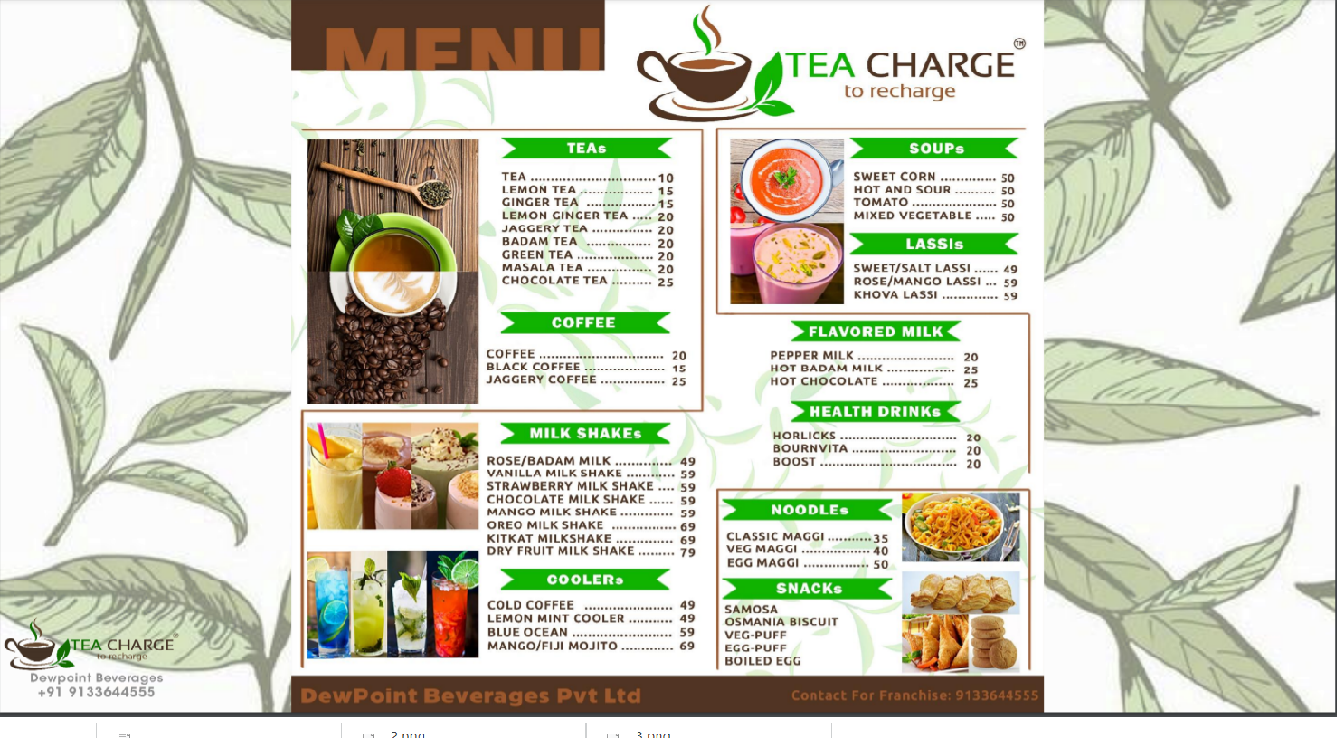 MENU
TEA CHARGE™
to recharge
TEAs
TEA .............................. 10
LEMON TEA ................. 15
GINGER TEA ................ 15
LEMON GINGER TEA ..... 20
JAGGERY TEA ............... 20
BADAM TEA ................ 20
GREEN TEA ................... 20
MASALA TEA ................ 20
CHOCOLATE TEA .......... 25
COFFEE
COFFEE ............................... 20
BLACK COFFEE .................... 15
JAGGERY COFFEE ................ 25
MILK SHAKEs
ROSE/BADAM MILK .............. 49
VANILLA MILK SHAKE ............ 59
STRAWBERRY MILK SHAKE .... 59
CHOCOLATE MILK SHAKE ...... 59
MANGO MILK SHAKE .............. 59
OREO MILK SHAKE ................ 69
KITKAT MILKSHAKE .............. 69
DRY FRUIT MILK SHAKE ......... 79
COOLERs
COLD COFFEE ...................... 49
LEMON MINT COOLER ........... 49
BLUE OCEAN ......................... 59
MANGO/FIJI MOJITO ............. 69
SOUPs
SWEET CORN .............. 50
HOT AND SOUR .......... 50
TOMATO ..................... 50
MIXED VEGETABLE ..... 50
LASSIs
SWEET/SALT LASSI ...... 49
ROSE/MANGO LASSI ... 59
KHOVA LASSI .............. 59
FLAVORED MILK
PEPPER MILK ........................ 20
HOT BADAM MILK ................. 25
HOT CHOCOLATE .................. 25
HEALTH DRINKs
HORLICKS ............................. 20
BOURNVITA .......................... 20
BOOST .................................. 20
NOODLEs
CLASSIC MAGGI ........... 35
VEG MAGGI ................. 40
EGG MAGGI ................ 50
SNACKs
SAMOSA
OSMANIA BISCUIT
VEG-PUFF
EGG-PUFF
BOILED EGG
DewPoint Beverages Pvt Ltd
Contact For Franchise: 9133644555
TEA CHARGE
to recharge
Dewpoint Beverages
+91 9133644555
2.png
3.png